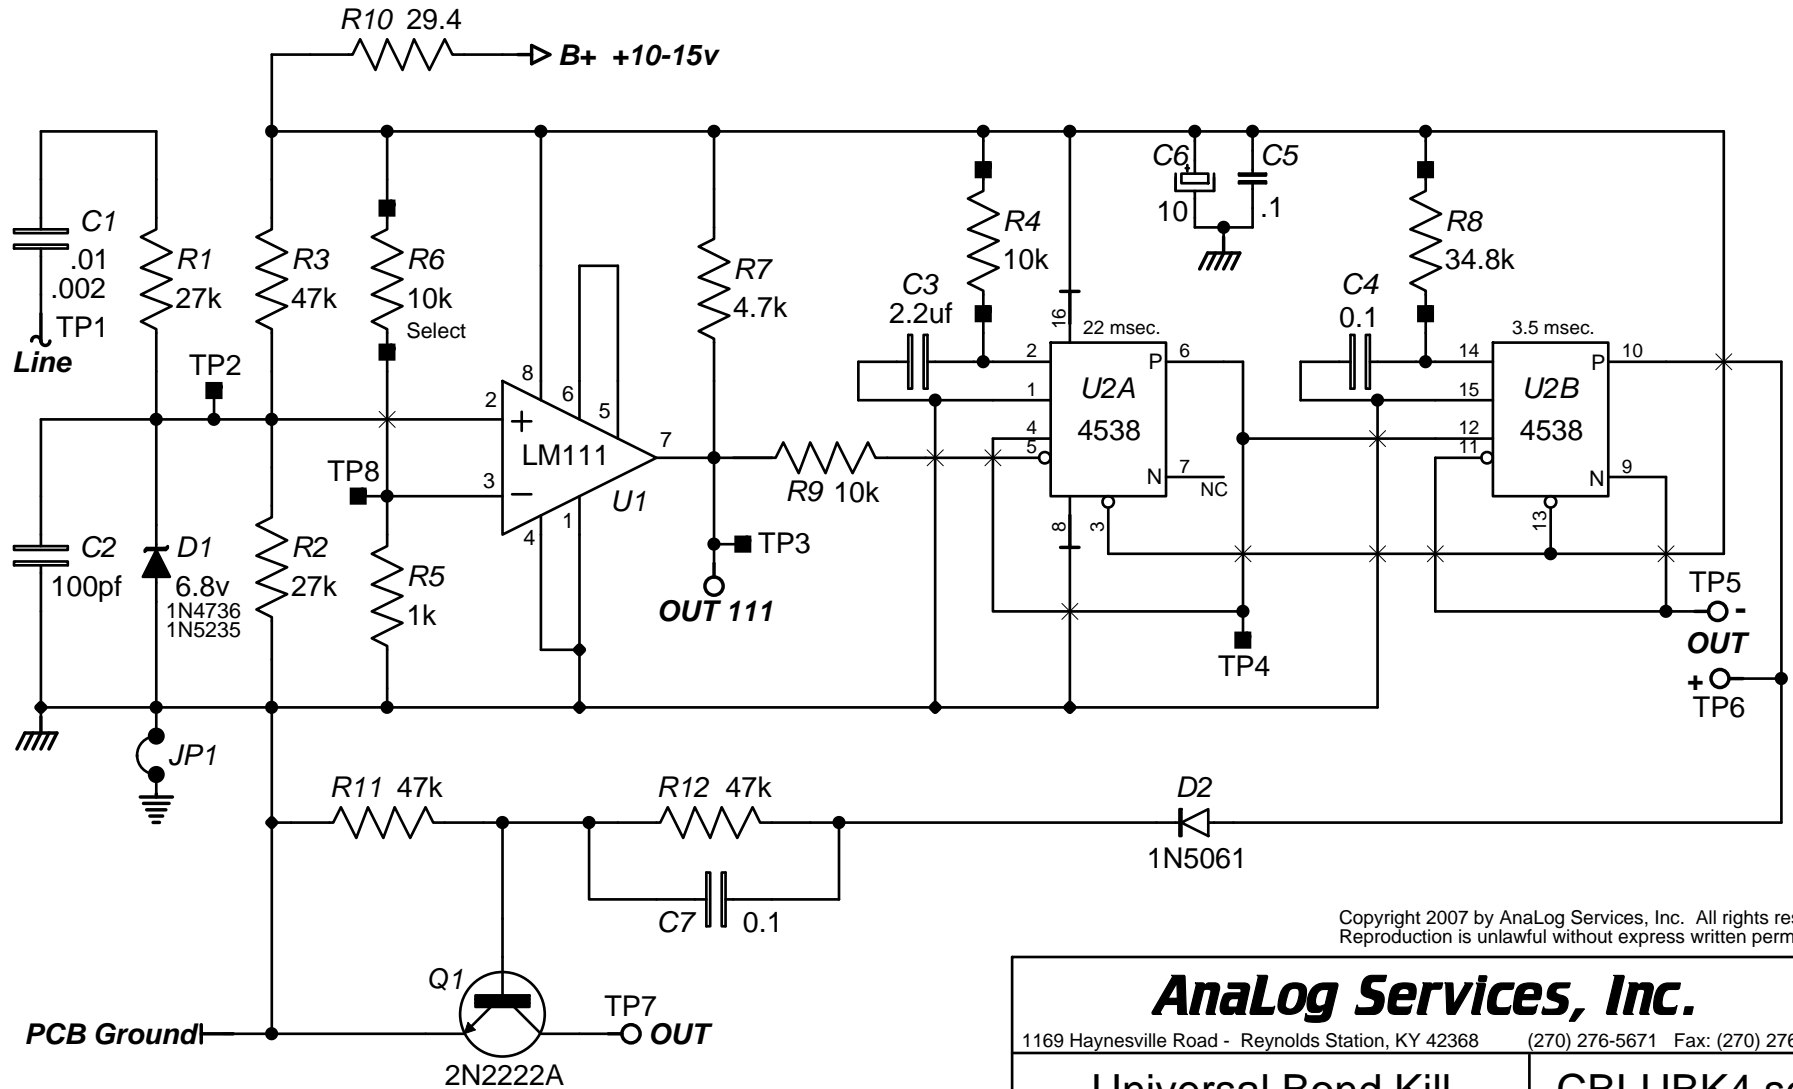 R10 29.4
B+ +10-15v
C1
.01
.002
TP1
Line
R1
27k
R3
47k
R6
10k
Select
TP2
TP8
8
6
5
2
+
LM111
7
3
−
4
1
U1
R7
4.7k
R9 10k
TP3
OUT 111
C2
100pf
D1
6.8v
1N4736
1N5235
R2
27k
R5
1k
JP1
C3
2.2uf
R4
10k
C6
+
10
C5
.1
16
22 msec.
2
1
4
5
U2A
4538
P
6
N
7
NC
8
3
TP4
C4
0.1
R8
34.8k
3.5 msec.
14
15
12
11
U2B
4538
P
10
N
9
13
TP5
-
OUT
+
TP6
R11 47k
R12 47k
C7 0.1
D2
1N5061
Q1
2N2222A
TP7
OUT
PCB Ground
Copyright 2007 by AnaLog Services, Inc. All rights
Reproduction is unlawful without express written
AnaLog Services, Inc.
1169 Haynesville Road - Reynolds Station, KY 42368 (270) 276-5671 Fax: (270) 276
Universal Bond Kill